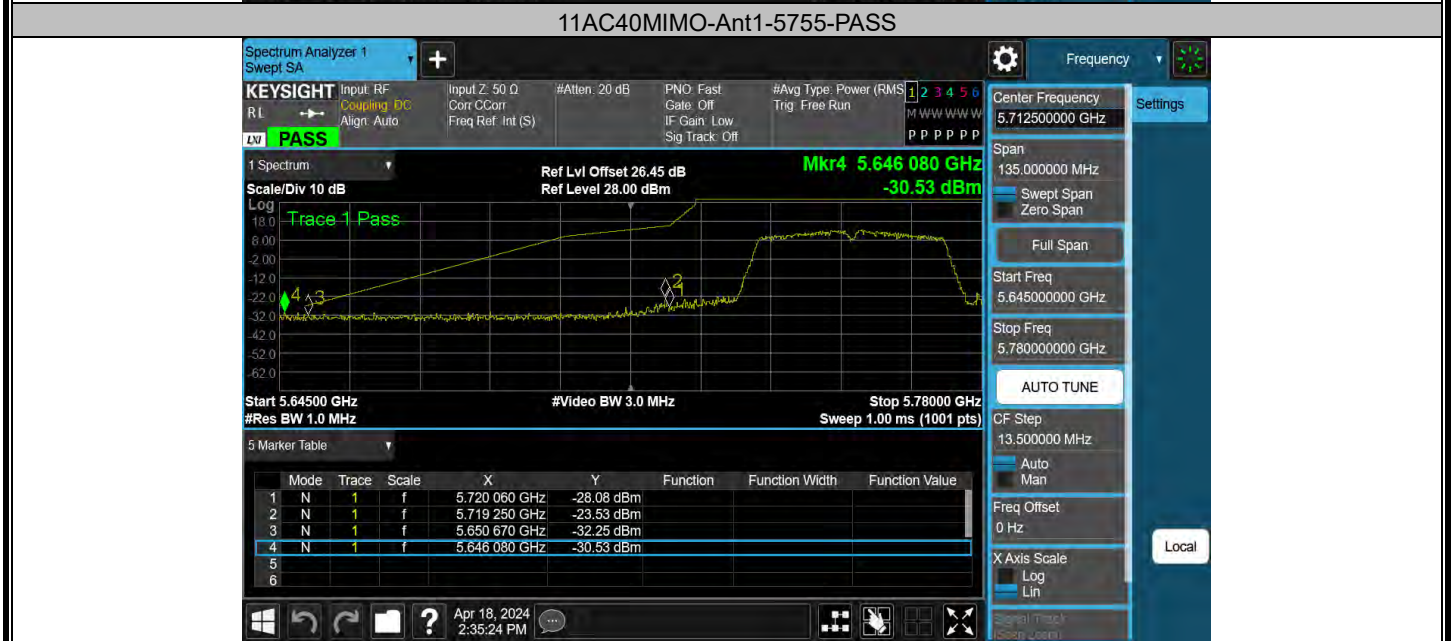 11AC40MIMO-Ant1-5755-PASS
Spectrum Analyzer 1
Swept SA
+
Frequency
KEYSIGHT
RL
LXI PASS
Input: RF
Coupling: DC
Align: Auto
Input Z: 50 Ω
Corr CCorr
Freq Ref: Int (S)
#Atten: 20 dB
PNO: Fast
Gate: Off
IF Gain: Low
Sig Track: Off
#Avg Type: Power (RMS
Trig: Free Run
1 2 3 4 5 6
M W W W W W
P P P P P P
1 Spectrum
Scale/Div 10 dB
Ref Lvl Offset 26.45 dB
Ref Level 28.00 dBm
Mkr4 5.646 080 GHz
-30.53 dBm
Log
Trace 1 Pass
18.0
8.00
-2.00
-12.0
-22.0
-32.0
-42.0
-52.0
-62.0
4
3
2
1
Start 5.64500 GHz
#Video BW 3.0 MHz
Stop 5.78000 GHz
#Res BW 1.0 MHz
Sweep 1.00 ms (1001 pts)
5 Marker Table
Mode Trace Scale X Y Function Function Width Function Value
1 N 1 f 5.720 060 GHz -28.08 dBm
2 N 1 f 5.719 250 GHz -23.53 dBm
3 N 1 f 5.650 670 GHz -32.25 dBm
4 N 1 f 5.646 080 GHz -30.53 dBm
5
6
?
Apr 18, 2024
2:35:24 PM
Center Frequency
5.712500000 GHz
Settings
Span
135.000000 MHz
Swept Span
Zero Span
Full Span
Start Freq
5.645000000 GHz
Stop Freq
5.780000000 GHz
AUTO TUNE
CF Step
13.500000 MHz
Auto
Man
Freq Offset
0 Hz
X Axis Scale
Log
Lin
Signal Track
(Span Zoom)
Local